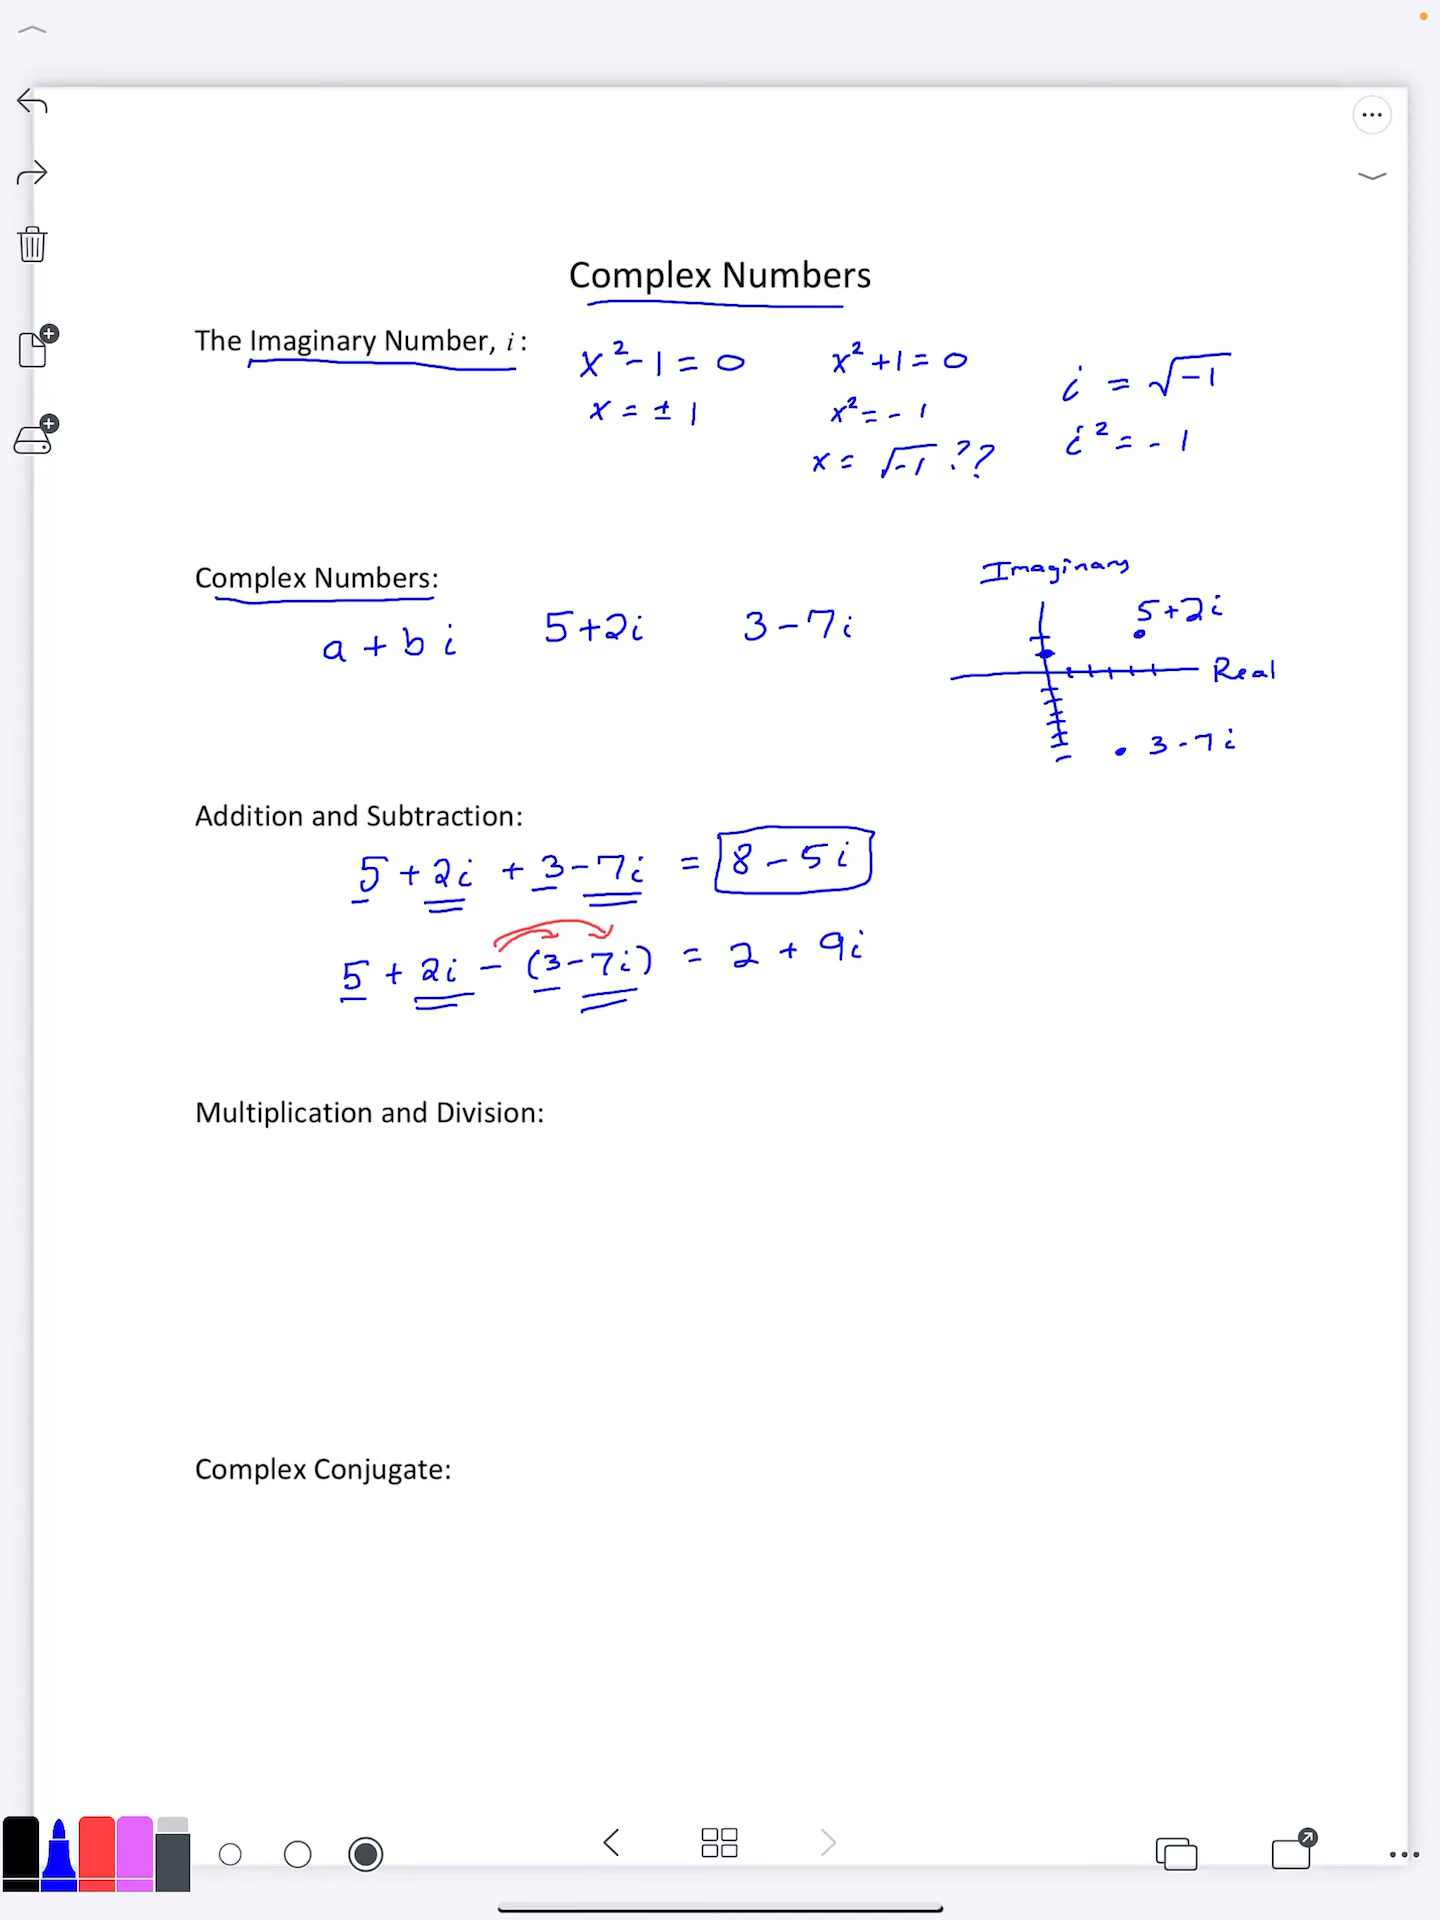 Complex Numbers
The Imaginary Number, i:
x² - 1 = 0
x = ± 1
x² + 1 = 0
x² = -1
x = √-1 ??
i = √-1
i² = -1
Complex Numbers:
a + bi
5+2i
3-7i
Imaginary
5+2i
Real
3-7i
Addition and Subtraction:
5 + 2i + 3 - 7i = 8 - 5i
5 + 2i - (3 - 7i) = 2 + 9i
Multiplication and Division:
Complex Conjugate: